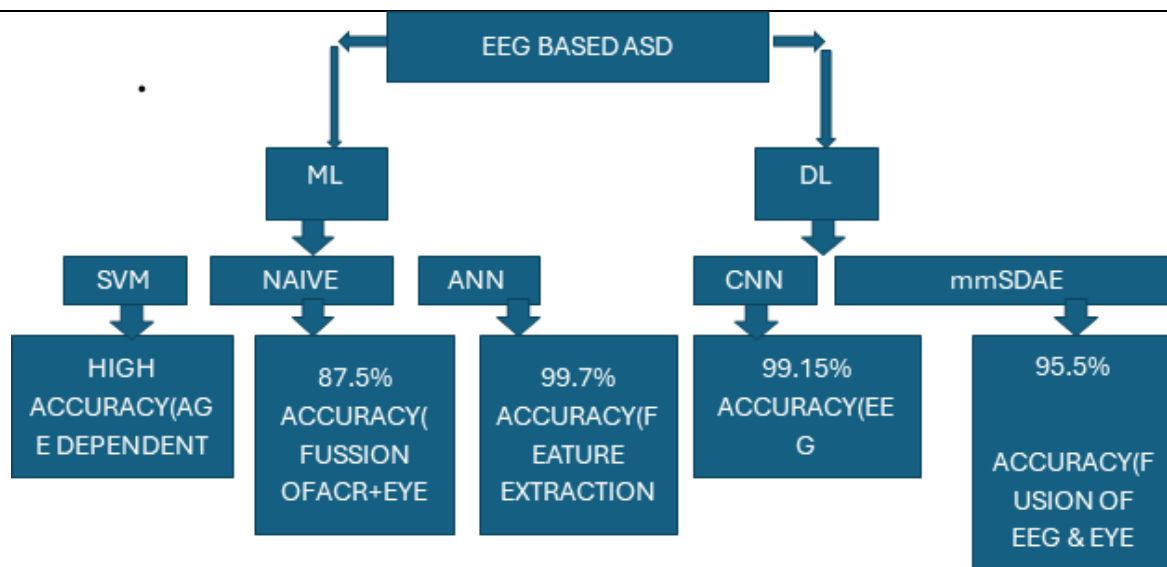 EEG BASED ASD
ML
DL
SVM
NAIVE
ANN
CNN
mmSDAE
HIGH
ACCURACY(AG
E DEPENDENT
87.5%
ACCURACY(
FUSSION
OFACR+EYE
99.7%
ACCURACY(F
EATURE
EXTRACTION
99.15%
ACCURACY(EE
G
95.5%
ACCURACY(F
USION OF
EEG & EYE